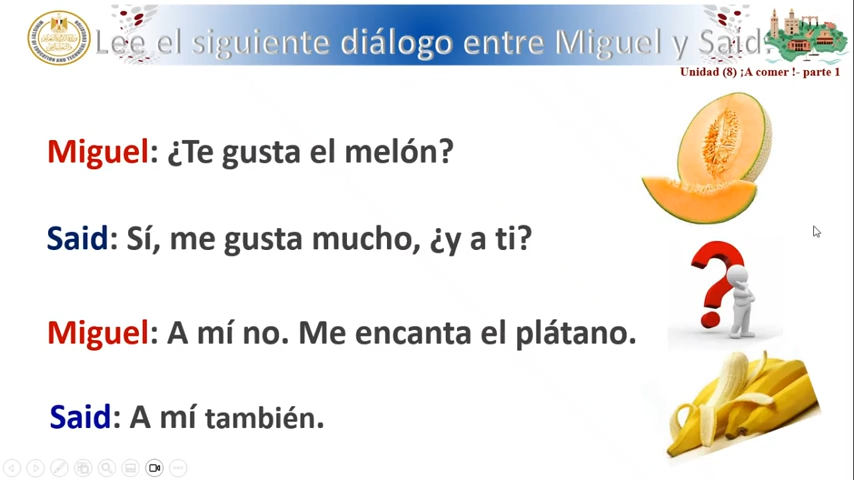 Lee el siguiente diálogo entre Miguel y Said.
Unidad (8) ¡A comer !- parte 1
Miguel: ¿Te gusta el melón?
Said: Sí, me gusta mucho, ¿y a ti?
Miguel: A mí no. Me encanta el plátano.
Said: A mí también.